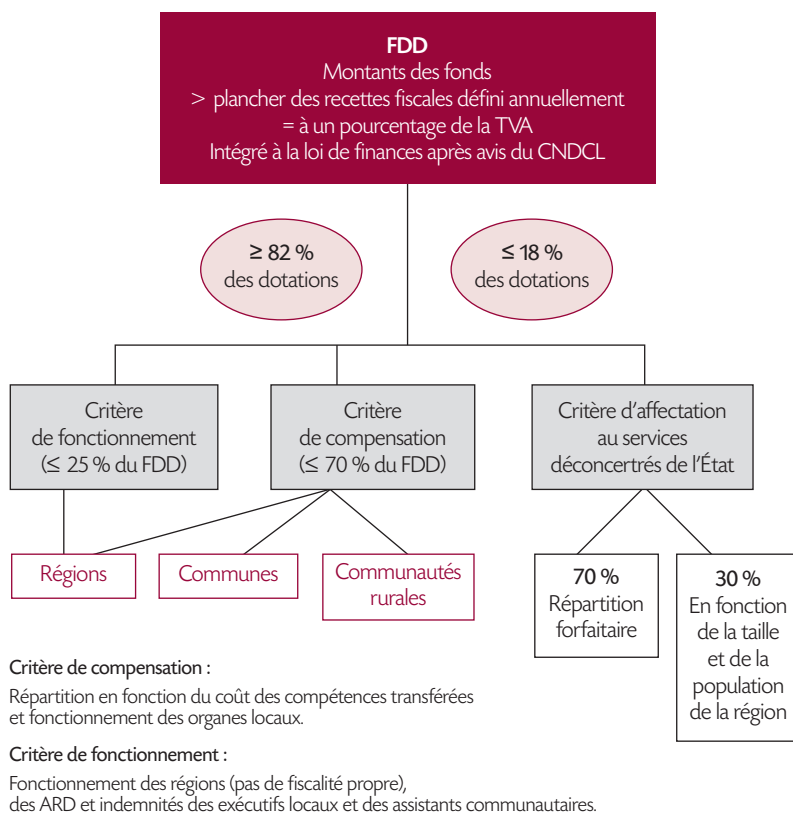 FDD
Montants des fonds
> plancher des recettes fiscales défini annuellement
= à un pourcentage de la TVA
Intégré à la loi de finances après avis du CNDCL
≥ 82 %
des dotations
≤ 18 %
des dotations
Critère
de fonctionnement
(≤ 25 % du FDD)
Critère
de compensation
(≤ 70 % du FDD)
Critère d'affectation
au services
déconcertrés de l'État
Régions
Communes
Communautés
rurales
70 %
Répartition
forfaitaire
30 %
En fonction
de la taille
et de la
population
de la région
Critère de compensation :
Répartition en fonction du coût des compétences transférées
et fonctionnement des organes locaux.
Critère de fonctionnement :
Fonctionnement des régions (pas de fiscalité propre),
des ARD et indemnités des exécutifs locaux et des assistants communautaires.